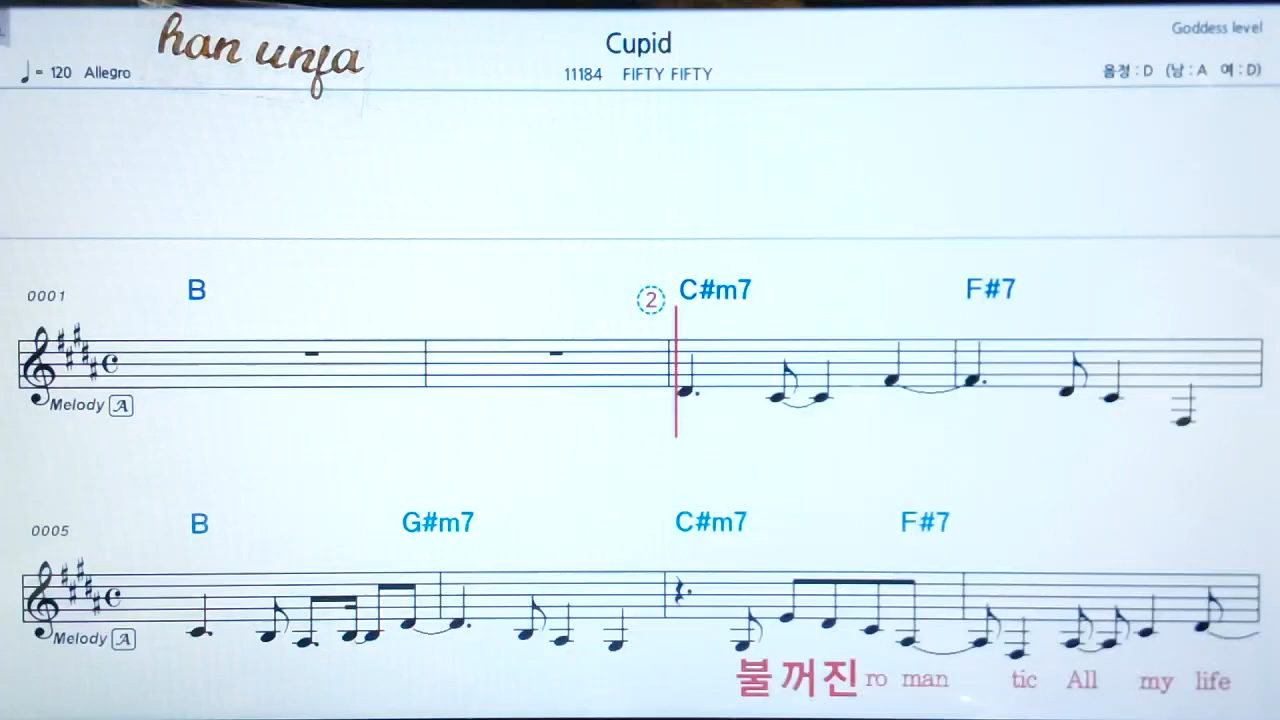 han unfa
Cupid
Goddess level
♩ = 120 Allegro
11184 FIFTY FIFTY
음정 : D (남 : A 여 : D)
0001
B
2
C#m7
F#7
Melody A
0005
B
G#m7
C#m7
F#7
Melody A
불 꺼 진 ro man tic All my life